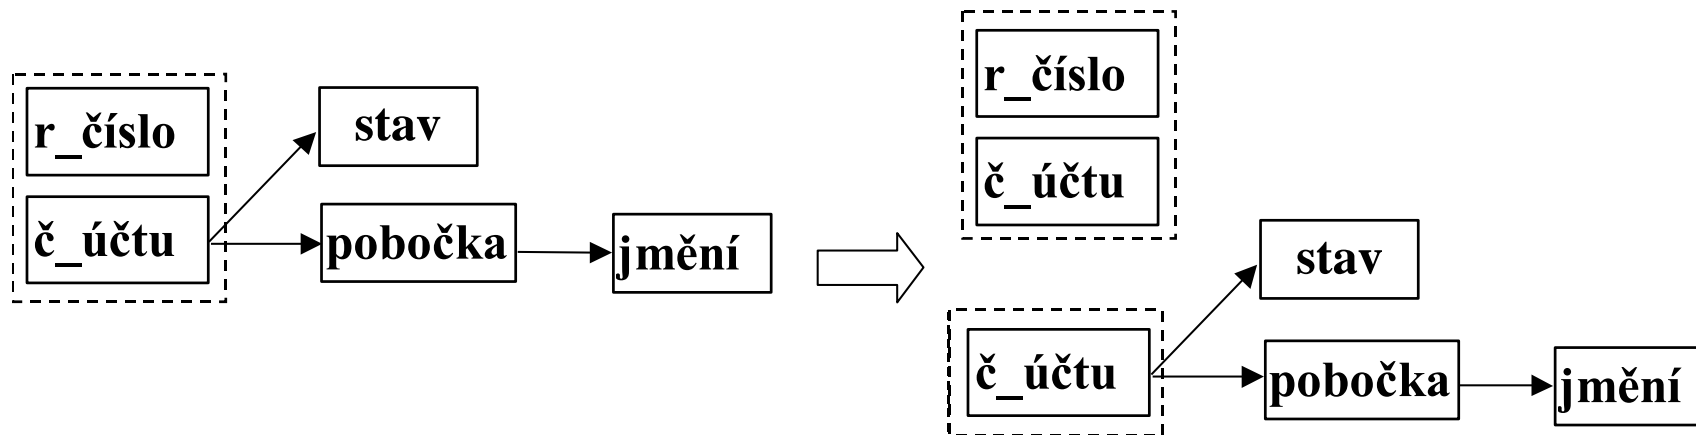 r_číslo
stav
č_účtu
pobočka
jmění
r_číslo
č_účtu
stav
č_účtu
pobočka
jmění